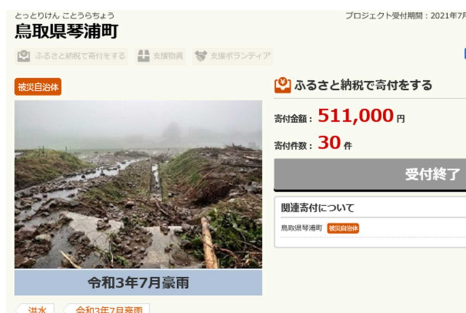 とっとりけん ことうらちょう
鳥取県琴浦町
プロジェクト受付期間：2021年7月
ふるさと納税で寄付をする
支援物資
支援ボランティア
被災自治体
令和3年7月豪雨
洪水
令和3年7月豪雨
ふるさと納税で寄付をする
寄付金額： 511,000 円
寄付件数： 30 件
受付終了
関連寄付について
鳥取県琴浦町 被災自治体